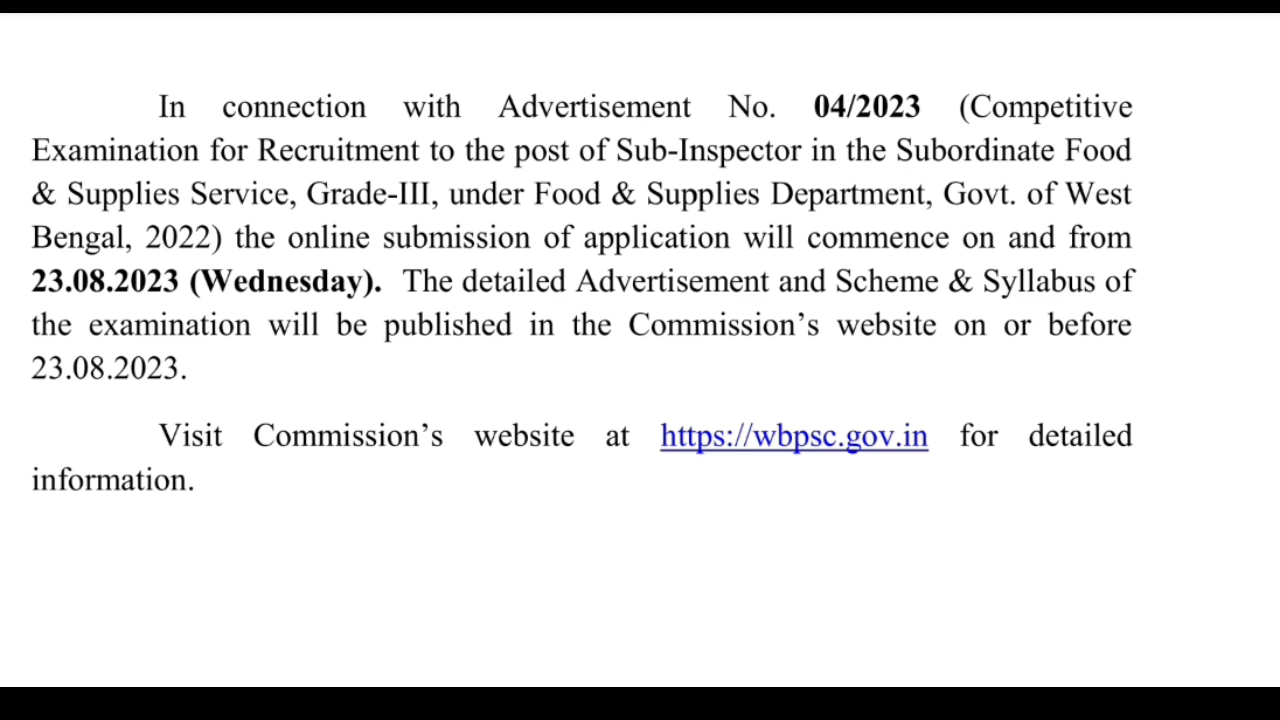 In connection with Advertisement No. 04/2023 (Competitive
Examination for Recruitment to the post of Sub-Inspector in the Subordinate Food
& Supplies Service, Grade-III, under Food & Supplies Department, Govt. of West
Bengal, 2022) the online submission of application will commence on and from
23.08.2023 (Wednesday). The detailed Advertisement and Scheme & Syllabus of
the examination will be published in the Commission’s website on or before
23.08.2023.
Visit Commission’s website at https://wbpsc.gov.in for detailed
information.